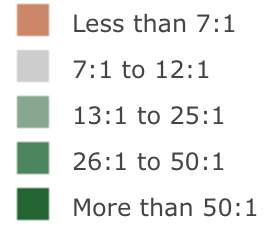 Less than 7:1
7:1 to 12:1
13:1 to 25:1
26:1 to 50:1
More than 50:1